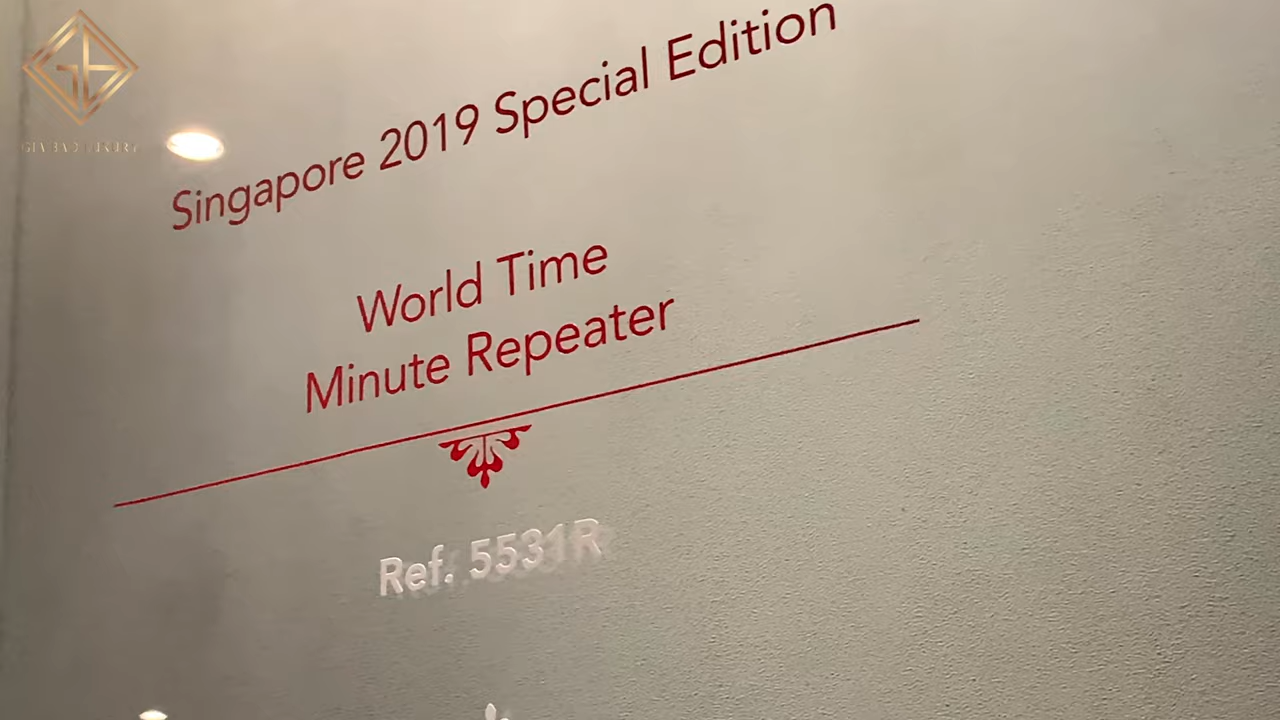 Singapore 2019 Special Edition
World Time
Minute Repeater
Ref. 5531R